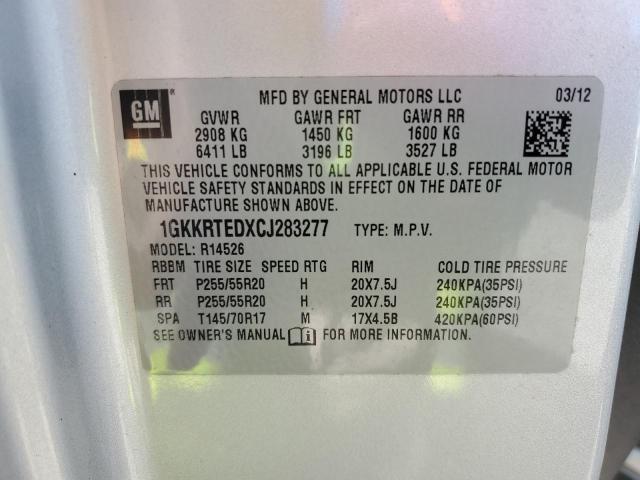 GM ® MFD BY GENERAL MOTORS LLC 03/12
GVWR GAWR FRT GAWR RR
2908 KG 1450 KG 1600 KG
6411 LB 3196 LB 3527 LB
THIS VEHICLE CONFORMS TO ALL APPLICABLE U.S. FEDERAL MOTOR
VEHICLE SAFETY STANDARDS IN EFFECT ON THE DATE OF
MANUFACTURE SHOWN ABOVE.
1GKKRTEDXCJ283277 TYPE: M.P.V.
MODEL: R14526
RBBM TIRE SIZE SPEED RTG RIM COLD TIRE PRESSURE
FRT P255/55R20 H 20X7.5J 240KPA(35PSI)
RR P255/55R20 H 20X7.5J 240KPA(35PSI)
SPA T145/70R17 M 17X4.5B 420KPA(60PSI)
SEE OWNER'S MANUAL i FOR MORE INFORMATION.